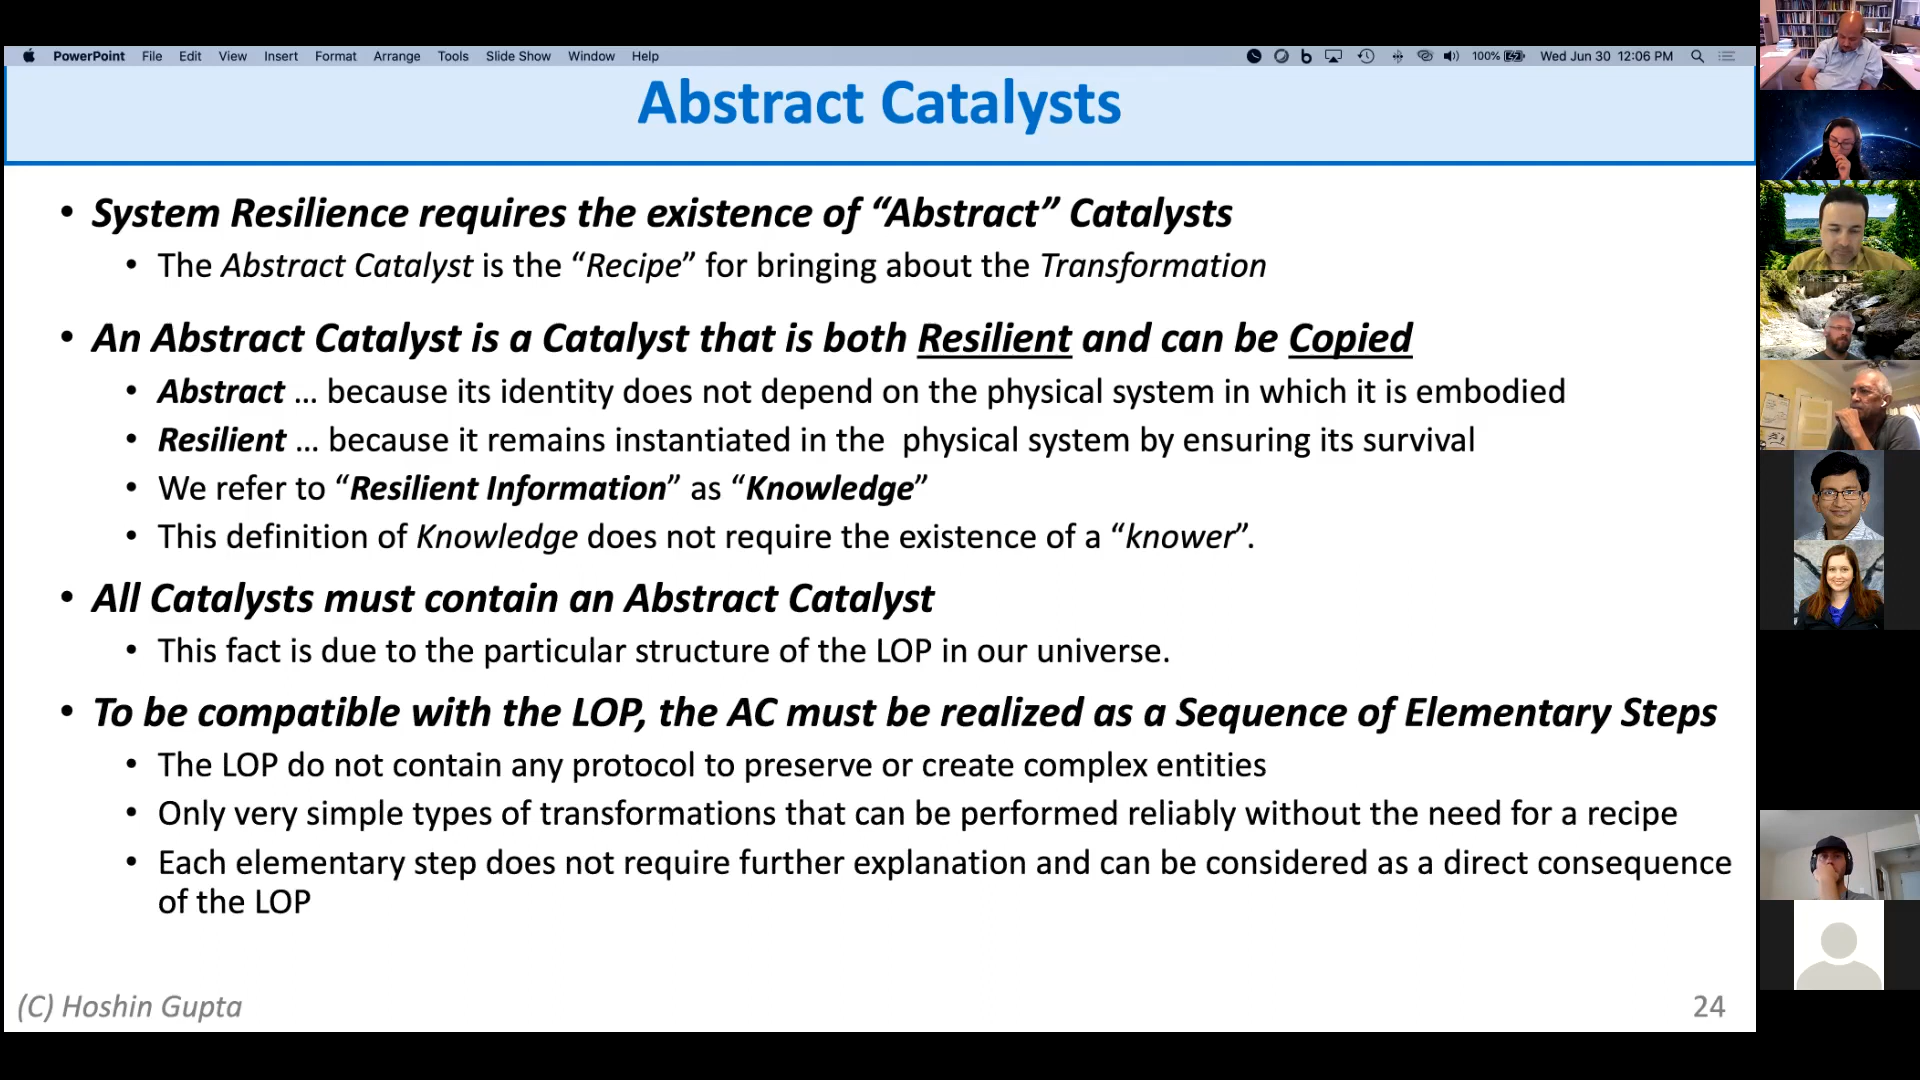 PowerPoint File Edit View Insert Format Arrange Tools Slide Show Window Help 100% Wed Jun 30 12:06 PM
Abstract Catalysts
• System Resilience requires the existence of “Abstract” Catalysts
• The Abstract Catalyst is the “Recipe” for bringing about the Transformation
• An Abstract Catalyst is a Catalyst that is both Resilient and can be Copied
• Abstract ... because its identity does not depend on the physical system in which it is embodied
• Resilient ... because it remains instantiated in the physical system by ensuring its survival
• We refer to “Resilient Information” as “Knowledge”
• This definition of Knowledge does not require the existence of a “knower”.
• All Catalysts must contain an Abstract Catalyst
• This fact is due to the particular structure of the LOP in our universe.
• To be compatible with the LOP, the AC must be realized as a Sequence of Elementary Steps
• The LOP do not contain any protocol to preserve or create complex entities
• Only very simple types of transformations that can be performed reliably without the need for a recipe
• Each elementary step does not require further explanation and can be considered as a direct consequence
of the LOP
(C) Hoshin Gupta
24